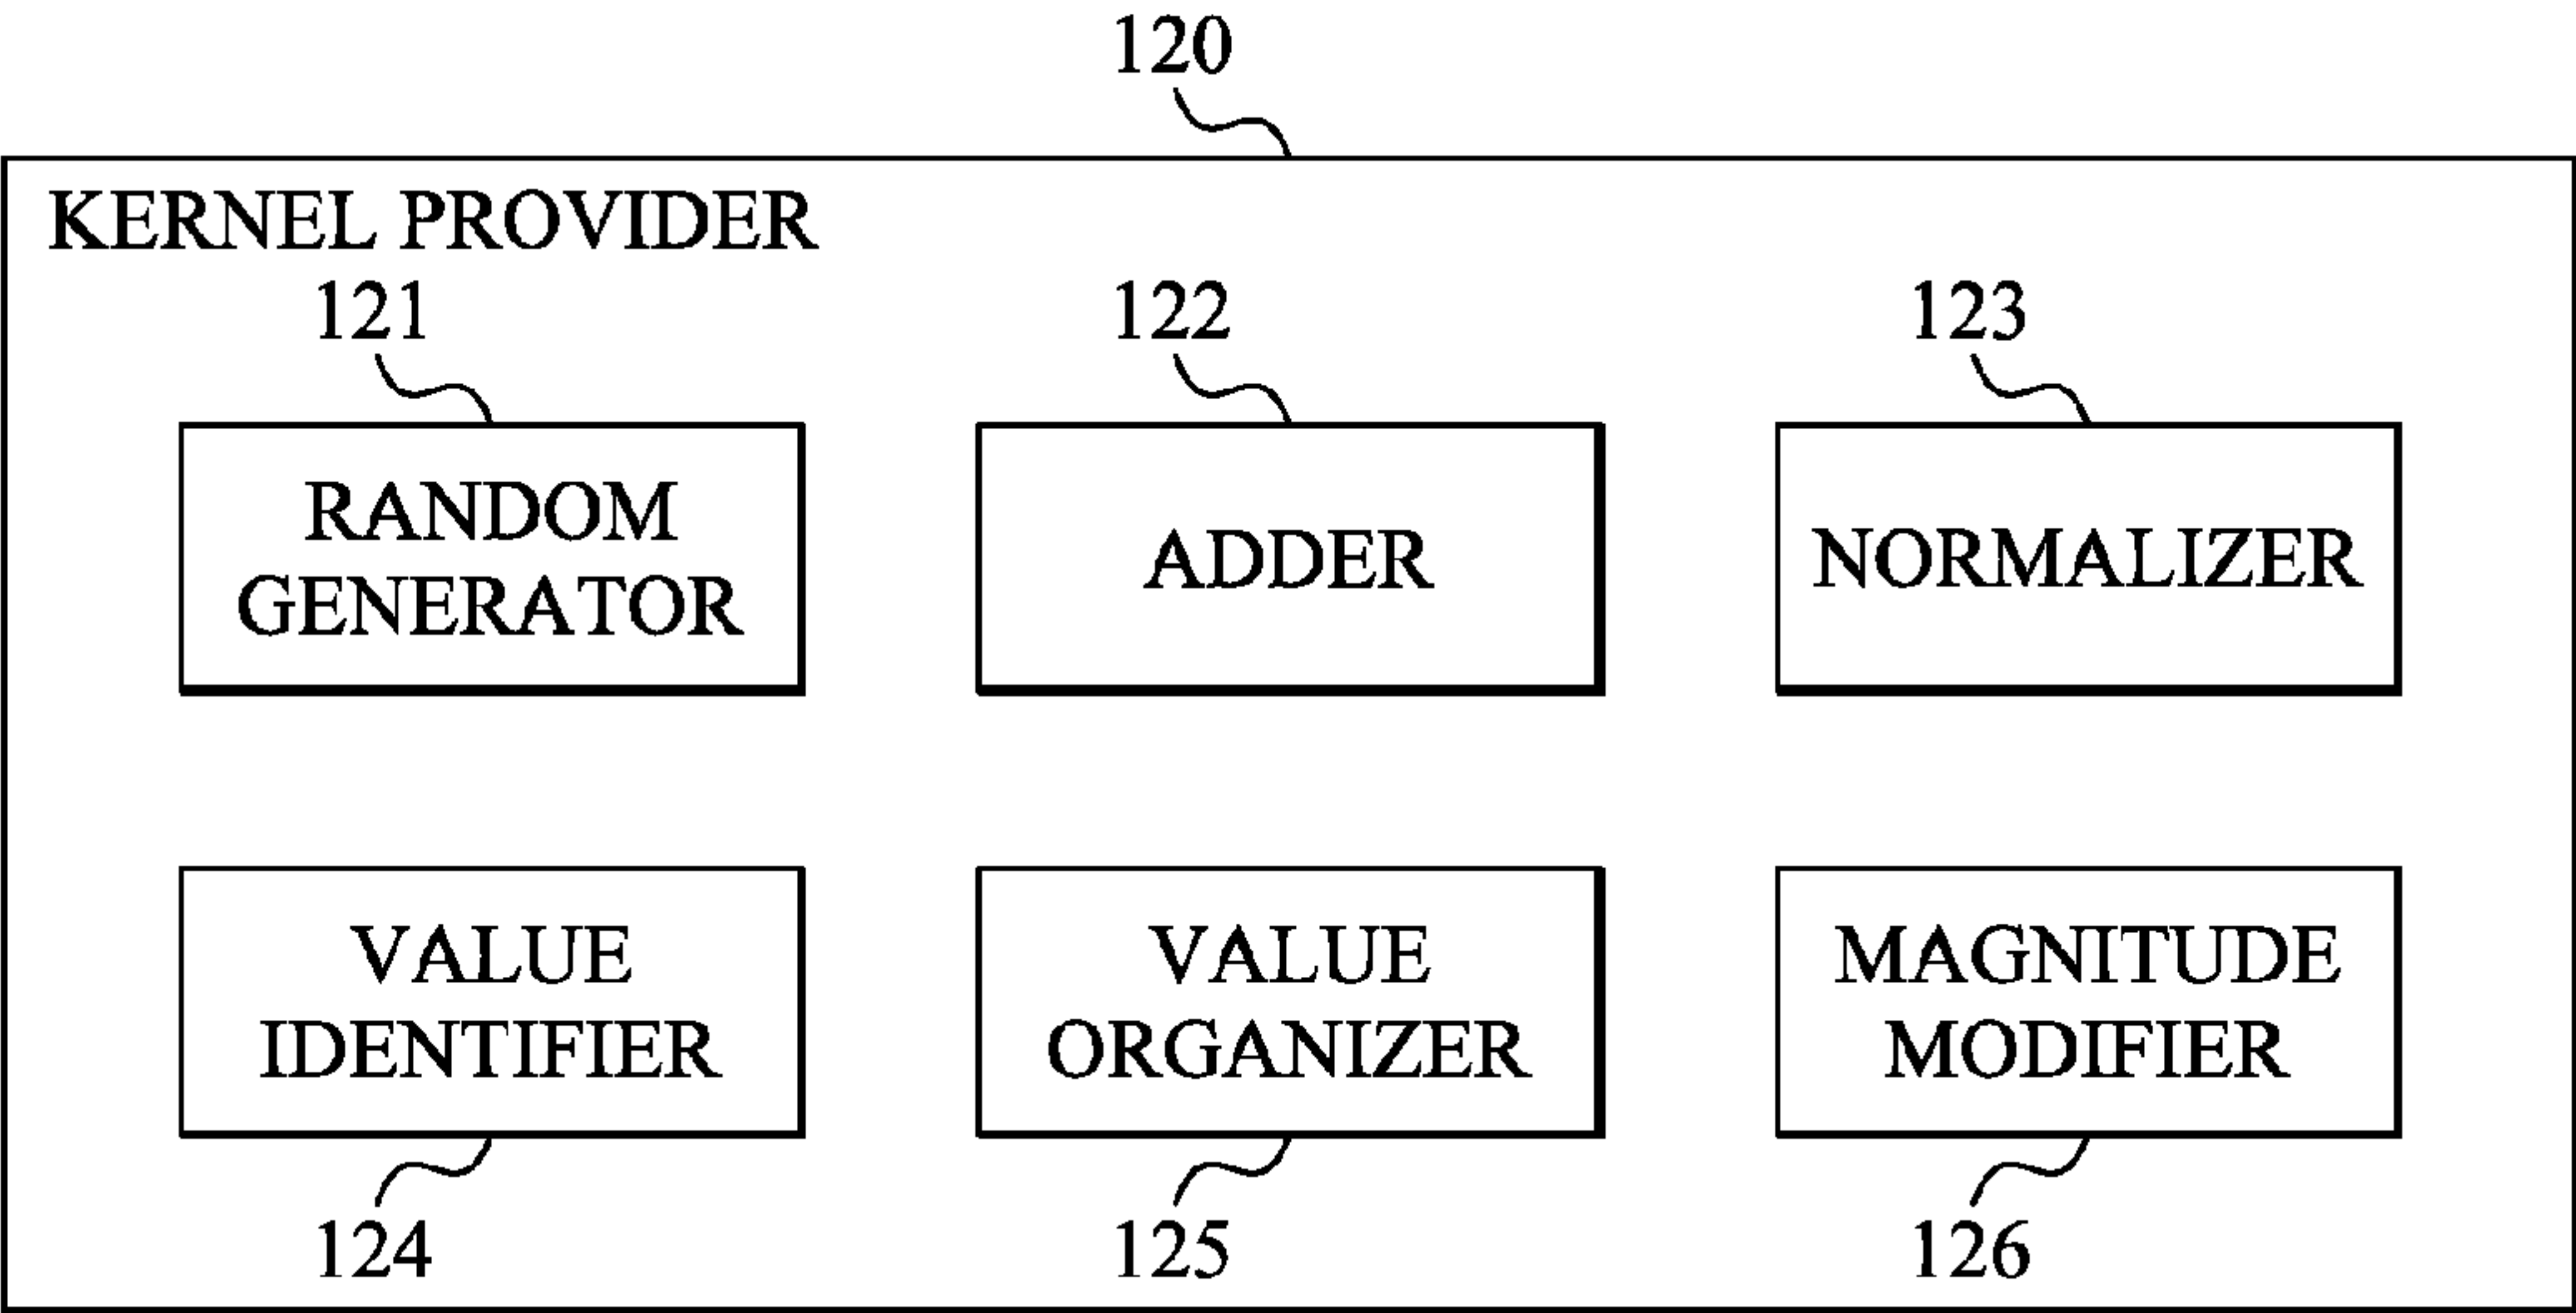 120
KERNEL PROVIDER
121
122
123
RANDOM
GENERATOR
ADDER
NORMALIZER
VALUE
IDENTIFIER
VALUE
ORGANIZER
MAGNITUDE
MODIFIER
124
125
126